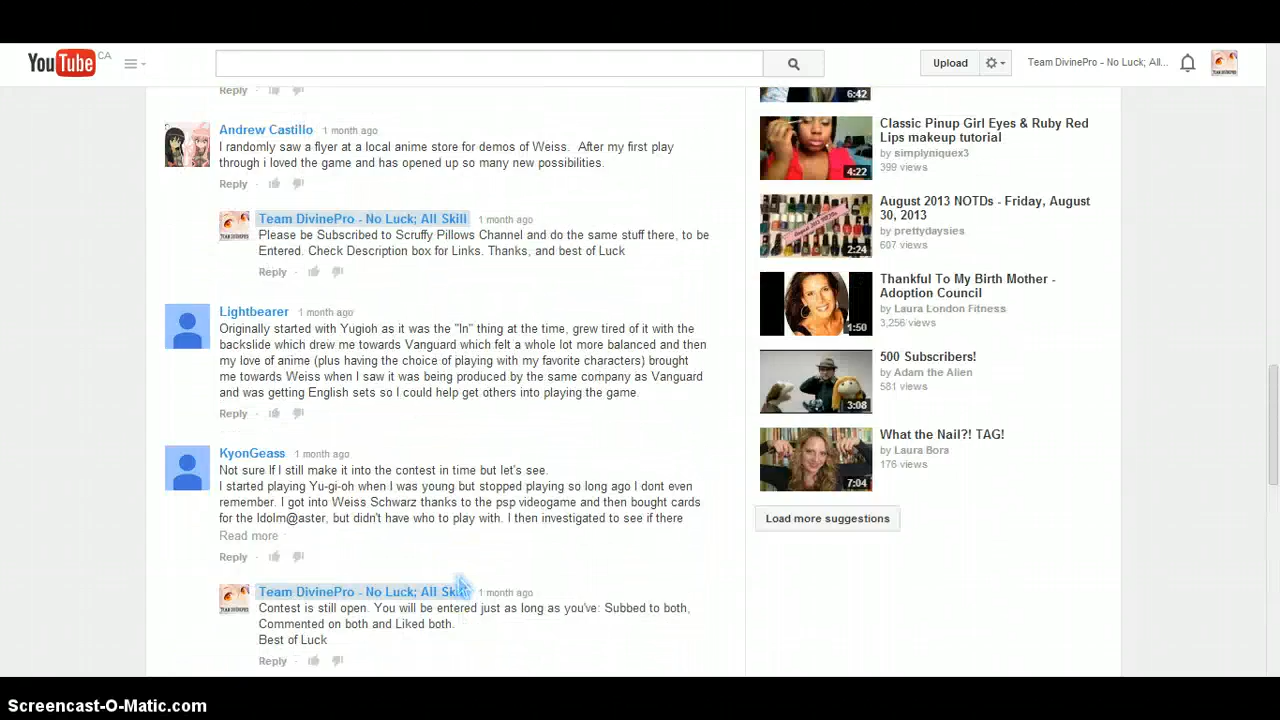 YouTube CA
Upload
Team DivinePro - No Luck; All...
Reply
Andrew Castillo 1 month ago
I randomly saw a flyer at a local anime store for demos of Weiss. After my first play
through i loved the game and has opened up so many new possibilities.
Reply
Team DivinePro - No Luck; All Skill 1 month ago
Please be Subscribed to Scruffy Pillows Channel and do the same stuff there, to be
Entered. Check Description box for Links. Thanks, and best of Luck
Reply
Lightbearer 1 month ago
Originally started with Yugioh as it was the "In" thing at the time, grew tired of it with the
backslide which drew me towards Vanguard which felt a whole lot more balanced and then
my love of anime (plus having the choice of playing with my favorite characters) brought
me towards Weiss when I saw it was being produced by the same company as Vanguard
and was getting English sets so I could help get others into playing the game.
Reply
KyonGeass 1 month ago
Not sure If I still make it into the contest in time but let's see.
I started playing Yu-gi-oh when I was young but stopped playing so long ago I dont even
remember. I got into Weiss Schwarz thanks to the psp videogame and then bought cards
for the Idolm@aster, but didn't have who to play with. I then investigated to see if there
Read more
Reply
Team DivinePro - No Luck; All Skill 1 month ago
Contest is still open. You will be entered just as long as you've: Subbed to both,
Commented on both and Liked both.
Best of Luck
Reply
6:42
Classic Pinup Girl Eyes & Ruby Red
Lips makeup tutorial
by simplyniquex3
399 views
4:22
August 2013 NOTDs - Friday, August
30, 2013
by prettydaysies
607 views
2:24
Thankful To My Birth Mother -
Adoption Council
by Laura London Fitness
3,256 views
1:50
500 Subscribers!
by Adam the Alien
581 views
3:08
What the Nail?! TAG!
by Laura Bora
176 views
7:04
Load more suggestions
Screencast-O-Matic.com